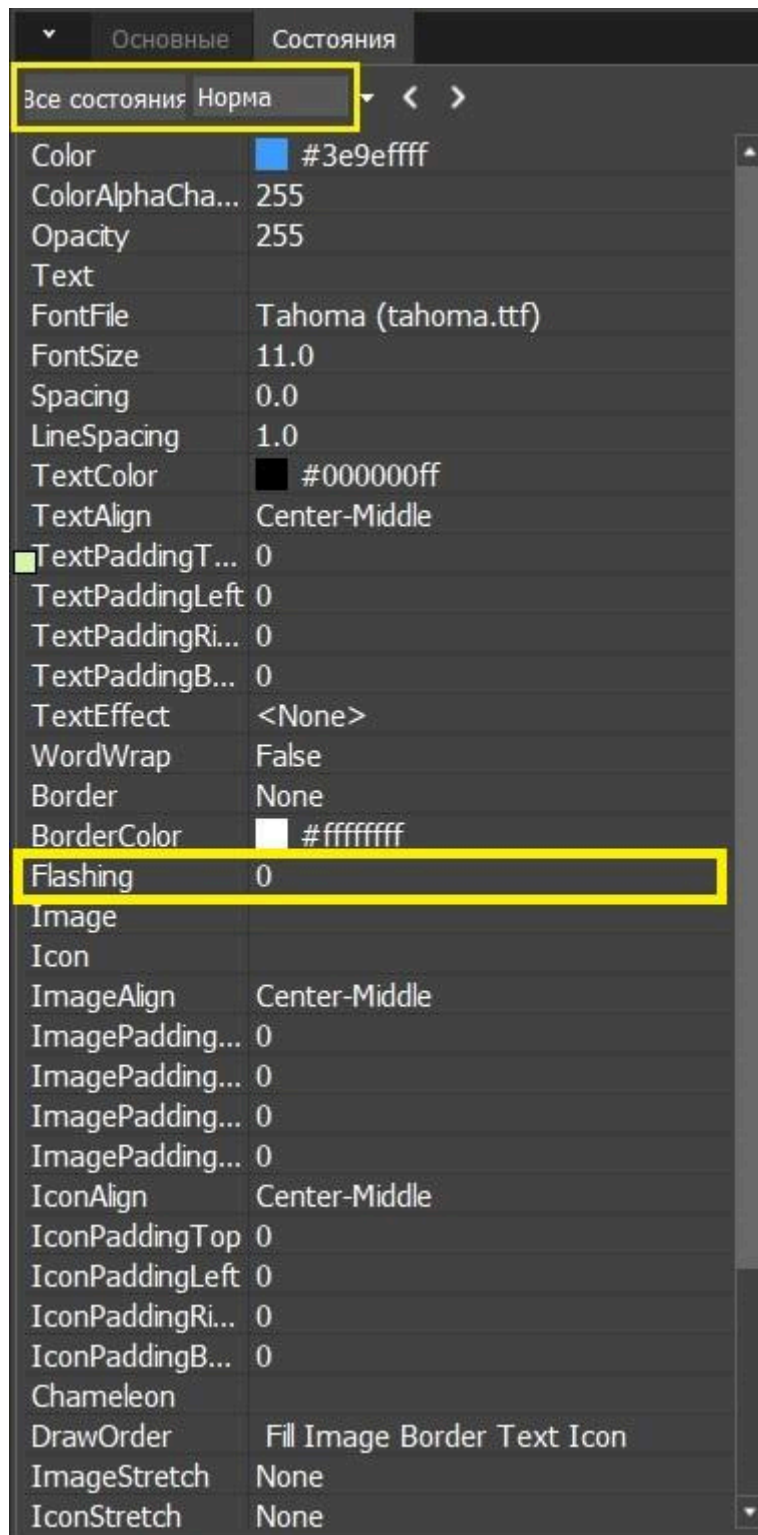 Основные Состояния
Все состояния Норма
Color #3e9effff
ColorAlphaCha... 255
Opacity 255
Text
FontFile Tahoma (tahoma.ttf)
FontSize 11.0
Spacing 0.0
LineSpacing 1.0
TextColor #000000ff
TextAlign Center-Middle
TextPaddingT... 0
TextPaddingLeft 0
TextPaddingRi... 0
TextPaddingB... 0
TextEffect <None>
WordWrap False
Border None
BorderColor #ffffffff
Flashing 0
Image
Icon
ImageAlign Center-Middle
ImagePadding... 0
ImagePadding... 0
ImagePadding... 0
ImagePadding... 0
IconAlign Center-Middle
IconPaddingTop 0
IconPaddingLeft 0
IconPaddingRi... 0
IconPaddingB... 0
Chameleon
DrawOrder Fill Image Border Text Icon
ImageStretch None
IconStretch None